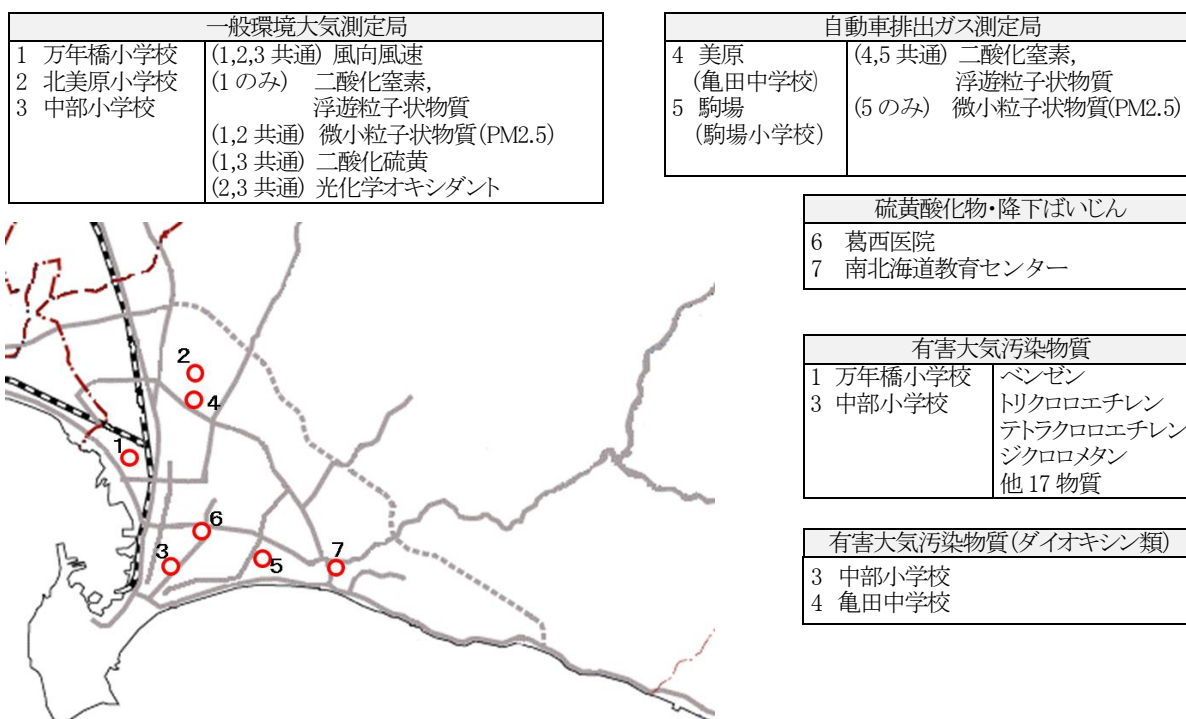 一般環境大気測定局
1 万年橋小学校
2 北美原小学校
3 中部小学校
(1,2,3 共通) 風向風速
(1 のみ) 二酸化窒素,
浮遊粒子状物質
(1,2 共通) 微小粒子状物質(PM2.5)
(1,3 共通) 二酸化硫黄
(2,3 共通) 光化学オキシダント
自動車排出ガス測定局
4 美原
(亀田中学校)
5 駒場
(駒場小学校)
(4,5 共通) 二酸化窒素,
浮遊粒子状物質
(5 のみ) 微小粒子状物質(PM2.5)
硫黄酸化物・降下ばいじん
6 葛西医院
7 南北海道教育センター
有害大気汚染物質
1 万年橋小学校
3 中部小学校
ベンゼン
トリクロロエチレン
テトラクロロエチレン
ジクロロメタン
他 17 物質
有害大気汚染物質(ダイオキシン類)
3 中部小学校
4 亀田中学校
2
4
1
6
3
5
7